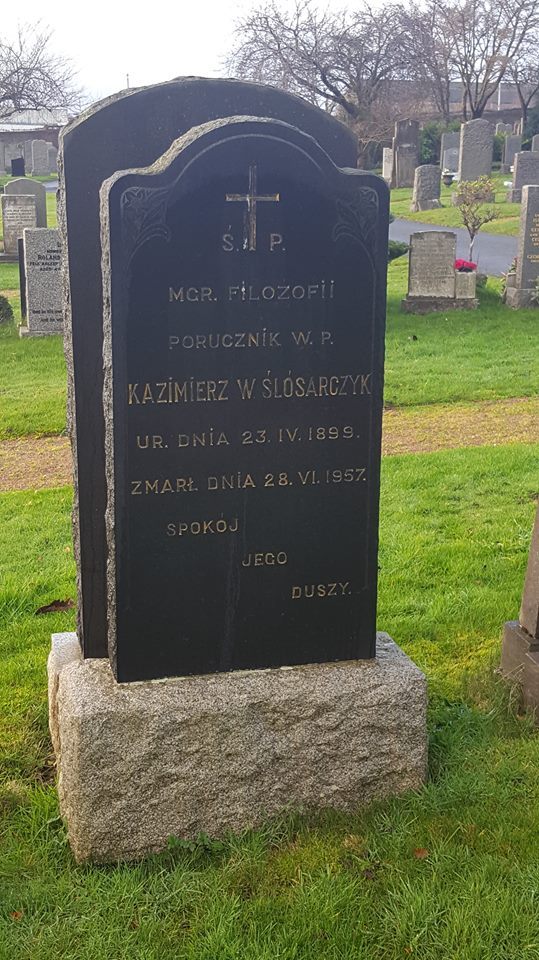 Ś. P.
MGR. FILOZOFII
PORUCZNIK W. P.
KAZIMIERZ W ŚLÓSARCZYK
UR. DNIA 23. IV. 1899.
ZMARŁ DNIA 28. VI. 1957.
SPOKÓJ
JEGO
DUSZY.